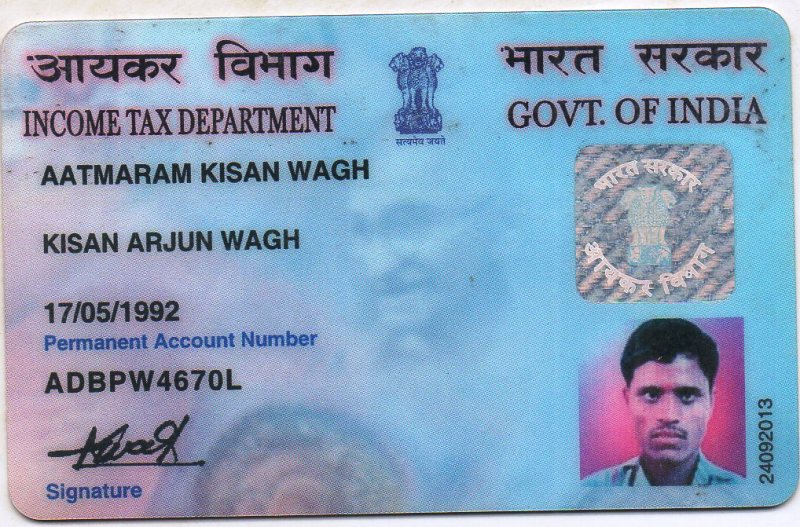 आयकर विभाग
भारत सरकार
INCOME TAX DEPARTMENT
GOVT. OF INDIA
सत्यमेव जयते
AATMARAM KISAN WAGH
भारत सरकार
आयकर विभाग
KISAN ARJUN WAGH
17/05/1992
Permanent Account Number
ADBPW4670L
Signature
24092013